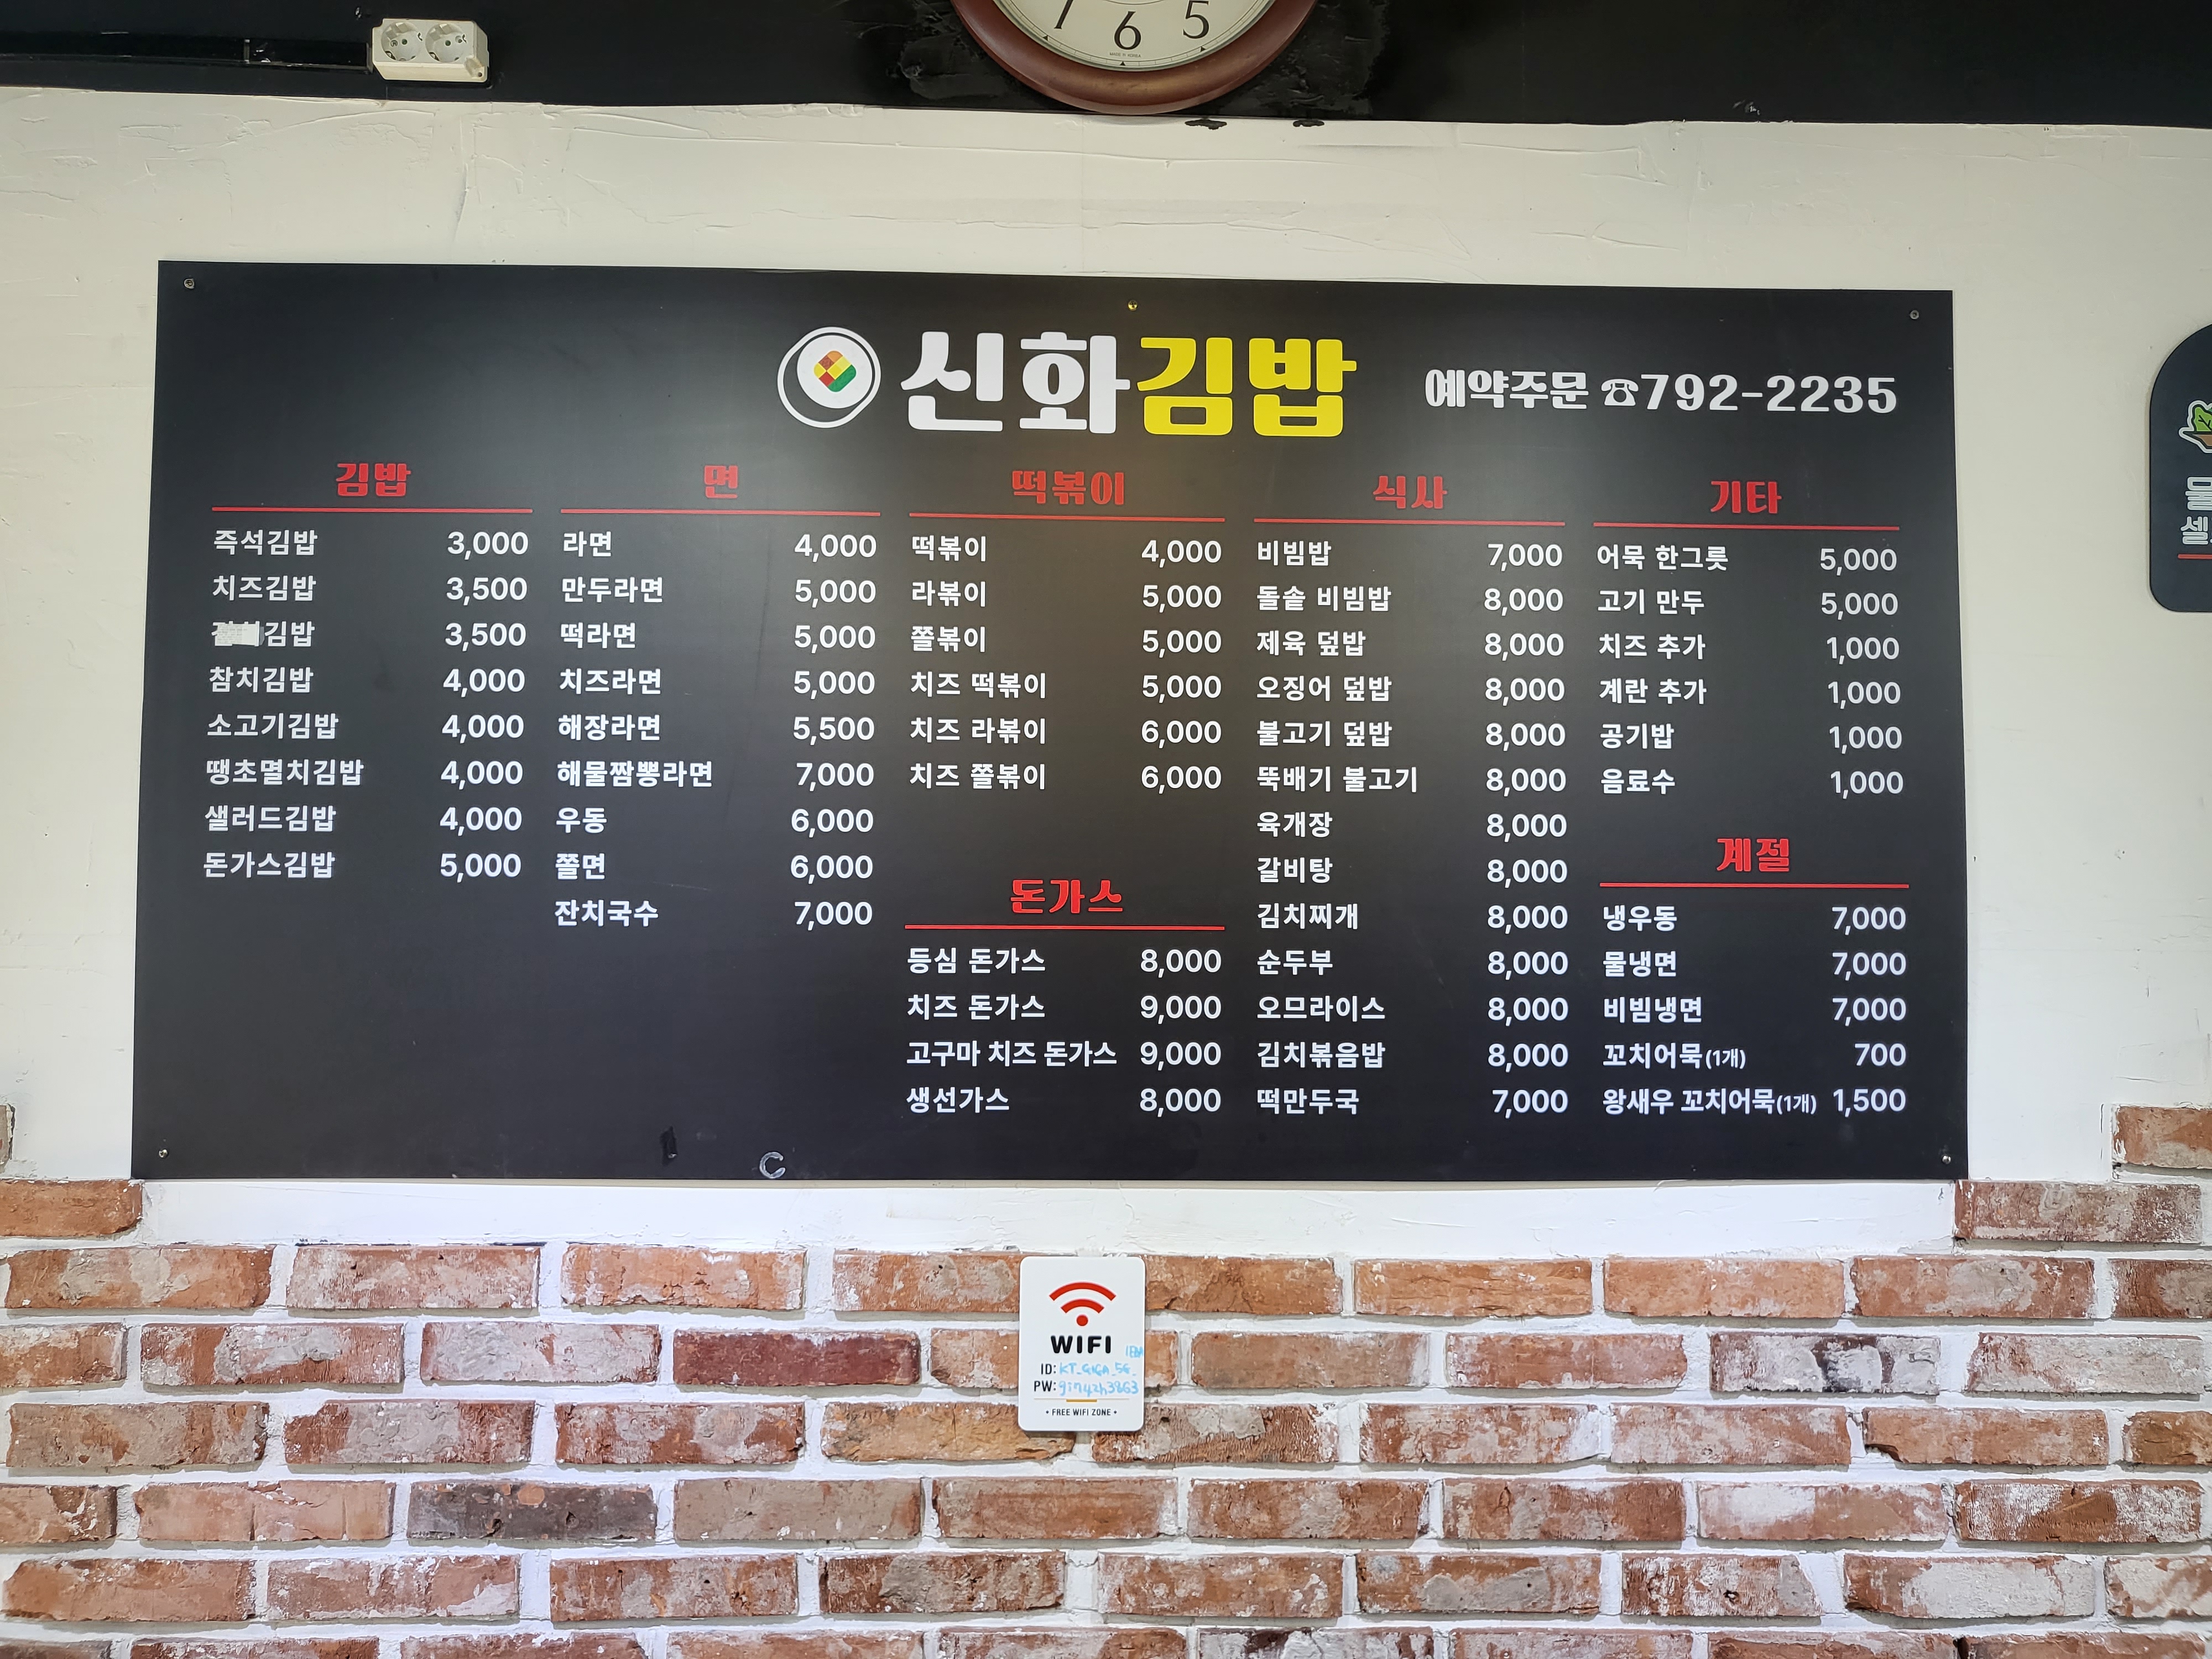 7 6 5
신화김밥
예약주문 ☎792-2235
김밥
즉석김밥 3,000
치즈김밥 3,500
김밥 3,500
참치김밥 4,000
소고기김밥 4,000
땡초멸치김밥 4,000
샐러드김밥 4,000
돈가스김밥 5,000
면
라면 4,000
만두라면 5,000
떡라면 5,000
치즈라면 5,000
해장라면 5,500
해물짬뽕라면 7,000
우동 6,000
쫄면 6,000
잔치국수 7,000
떡볶이
떡볶이 4,000
라볶이 5,000
쫄볶이 5,000
치즈 떡볶이 5,000
치즈 라볶이 6,000
치즈 쫄볶이 6,000
돈가스
등심 돈가스 8,000
치즈 돈가스 9,000
고구마 치즈 돈가스 9,000
생선가스 8,000
식사
비빔밥 7,000
돌솥 비빔밥 8,000
제육 덮밥 8,000
오징어 덮밥 8,000
불고기 덮밥 8,000
뚝배기 불고기 8,000
육개장 8,000
갈비탕 8,000
김치찌개 8,000
순두부 8,000
오므라이스 8,000
김치볶음밥 8,000
떡만두국 7,000
기타
어묵 한그릇 5,000
고기 만두 5,000
치즈 추가 1,000
계란 추가 1,000
공기밥 1,000
음료수 1,000
계절
냉우동 7,000
물냉면 7,000
비빔냉면 7,000
꼬치어묵(1개) 700
왕새우 꼬치어묵(1개) 1,500
WIFI
ID: KT_GiGA_5G_
PW:
• FREE WIFI ZONE •